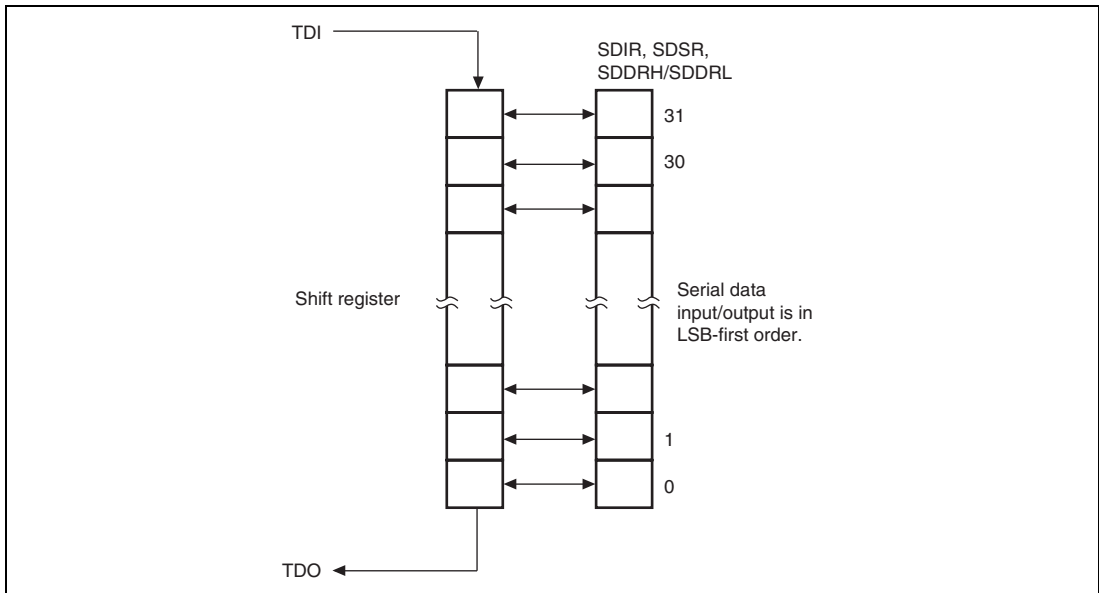 TDI
SDIR, SDSR,
SDDRH/SDDRL
31
30
Shift register
Serial data
input/output is in
LSB-first order.
1
0
TDO